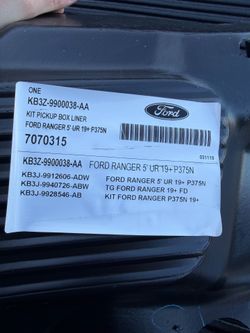 ONE
KB3Z-9900038-AA
KIT PICKUP BOX LINER
FORD RANGER 5' UR 19+ P375N
7070315
Ford
031119
KB3Z-9900038-AA FORD RANGER 5' UR 19+ P375N
KB3J-9912606-ADW FORD RANGER 5' UR 19+ P375N
KB3J-9940726-ABW TG FORD RANGER 19+ FD
KB3J-9928546-AB KIT FORD RANGER P375N 19+